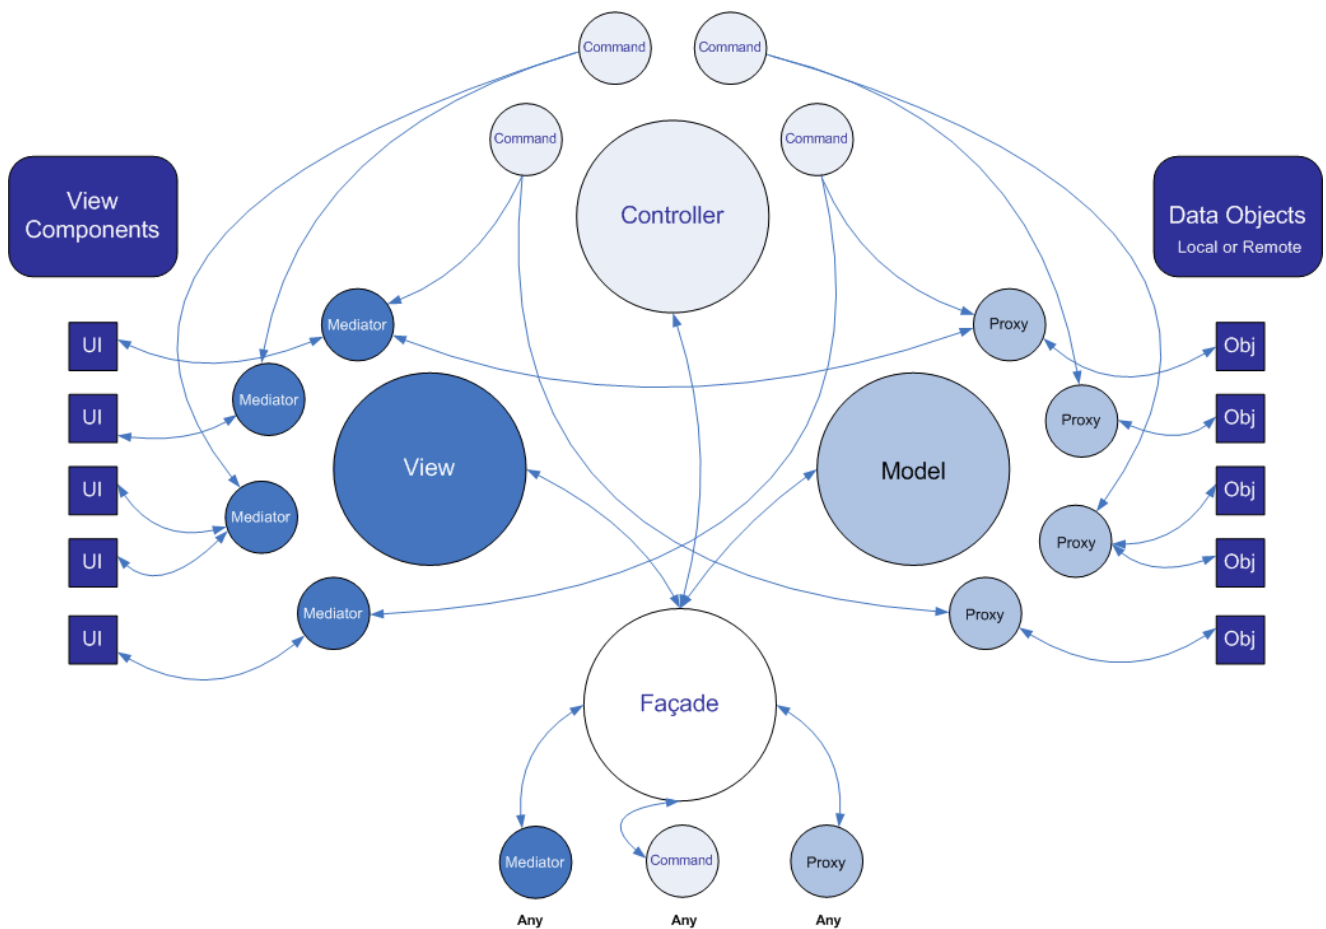 Command
Command
Command
Command
View
Components
Controller
Data Objects
Local or Remote
Mediator
Proxy
UI
Obj
Mediator
Proxy
UI
Obj
View
Model
UI
Obj
Mediator
Proxy
UI
Obj
Mediator
Proxy
UI
Obj
Façade
Mediator
Command
Proxy
Any
Any
Any